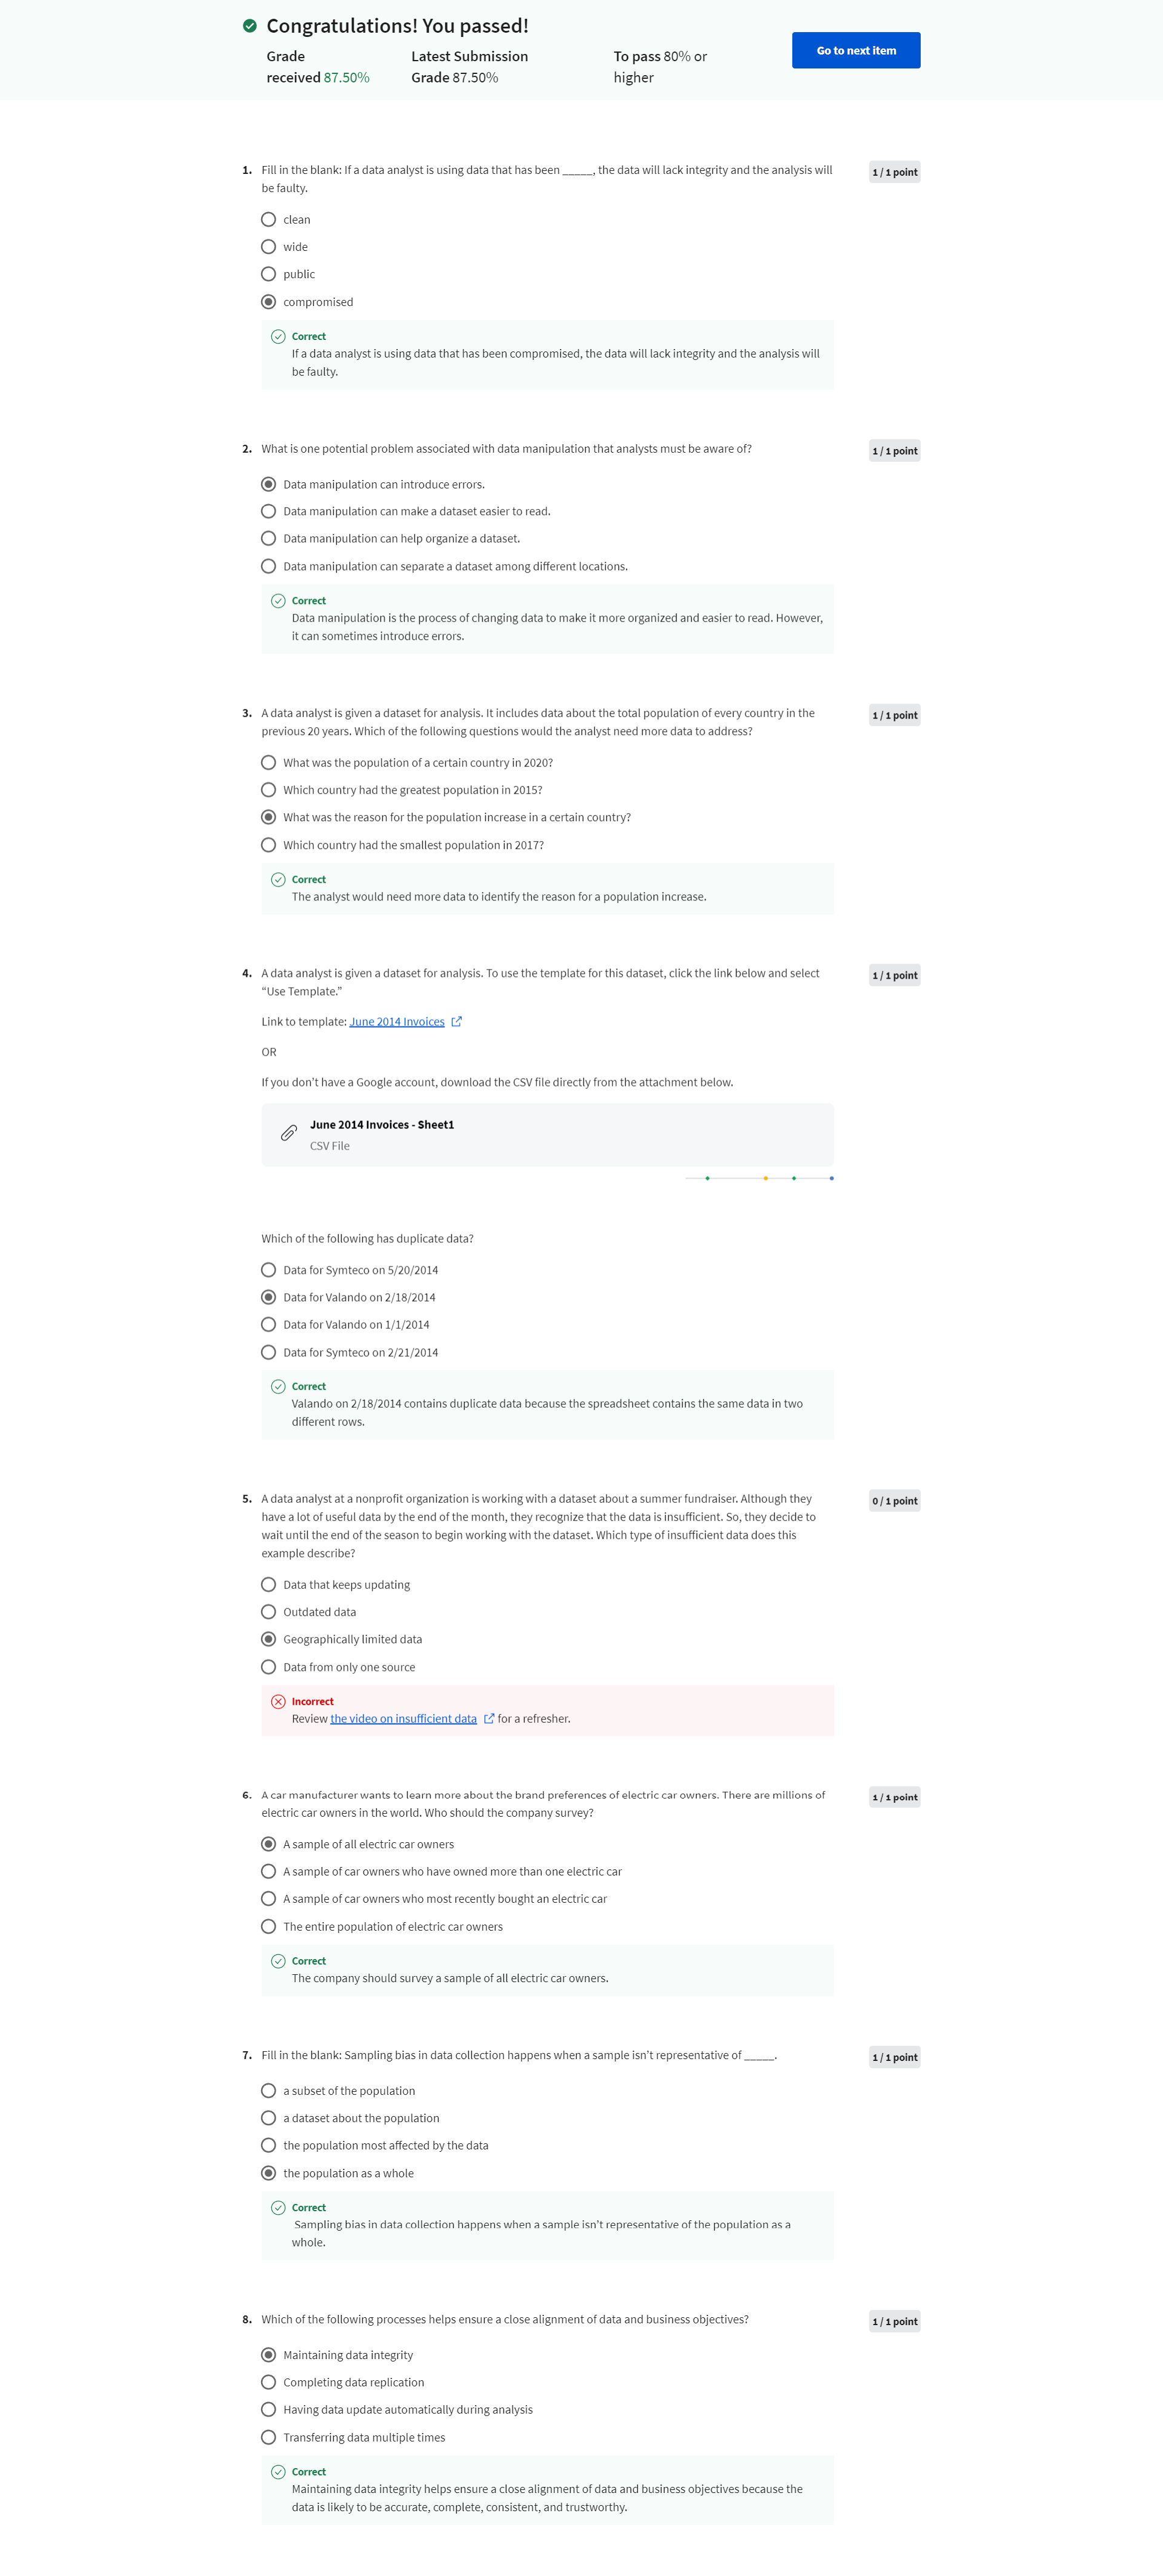 Congratulations! You passed!
Grade
received 87.50%
Latest Submission
Grade 87.50%
To pass 80% or
higher
Go to next item
1. Fill in the blank: If a data analyst is using data that has been _____, the data will lack integrity and the analysis will
be faulty.
1 / 1 point
clean
wide
public
compromised
Correct
If a data analyst is using data that has been compromised, the data will lack integrity and the analysis will
be faulty.
2. What is one potential problem associated with data manipulation that analysts must be aware of?
1 / 1 point
Data manipulation can introduce errors.
Data manipulation can make a dataset easier to read.
Data manipulation can help organize a dataset.
Data manipulation can separate a dataset among different locations.
Correct
Data manipulation is the process of changing data to make it more organized and easier to read. However,
it can sometimes introduce errors.
3. A data analyst is given a dataset for analysis. It includes data about the total population of every country in the
previous 20 years. Which of the following questions would the analyst need more data to address?
1 / 1 point
What was the population of a certain country in 2020?
Which country had the greatest population in 2015?
What was the reason for the population increase in a certain country?
Which country had the smallest population in 2017?
Correct
The analyst would need more data to identify the reason for a population increase.
4. A data analyst is given a dataset for analysis. To use the template for this dataset, click the link below and select
“Use Template.”
1 / 1 point
Link to template: June 2014 Invoices
OR
If you don’t have a Google account, download the CSV file directly from the attachment below.
June 2014 Invoices - Sheet1
CSV File
Which of the following has duplicate data?
Data for Symteco on 5/20/2014
Data for Valando on 2/18/2014
Data for Valando on 1/1/2014
Data for Symteco on 2/21/2014
Correct
Valando on 2/18/2014 contains duplicate data because the spreadsheet contains the same data in two
different rows.
5. A data analyst at a nonprofit organization is working with a dataset about a summer fundraiser. Although they
have a lot of useful data by the end of the month, they recognize that the data is insufficient. So, they decide to
wait until the end of the season to begin working with the dataset. Which type of insufficient data does this
example describe?
0 / 1 point
Data that keeps updating
Outdated data
Geographically limited data
Data from only one source
Incorrect
Review the video on insufficient data for a refresher.
6. A car manufacturer wants to learn more about the brand preferences of electric car owners. There are millions of
electric car owners in the world. Who should the company survey?
1 / 1 point
A sample of all electric car owners
A sample of car owners who have owned more than one electric car
A sample of car owners who most recently bought an electric car
The entire population of electric car owners
Correct
The company should survey a sample of all electric car owners.
7. Fill in the blank: Sampling bias in data collection happens when a sample isn’t representative of _____.
1 / 1 point
a subset of the population
a dataset about the population
the population most affected by the data
the population as a whole
Correct
Sampling bias in data collection happens when a sample isn’t representative of the population as a
whole.
8. Which of the following processes helps ensure a close alignment of data and business objectives?
1 / 1 point
Maintaining data integrity
Completing data replication
Having data update automatically during analysis
Transferring data multiple times
Correct
Maintaining data integrity helps ensure a close alignment of data and business objectives because the
data is likely to be accurate, complete, consistent, and trustworthy.